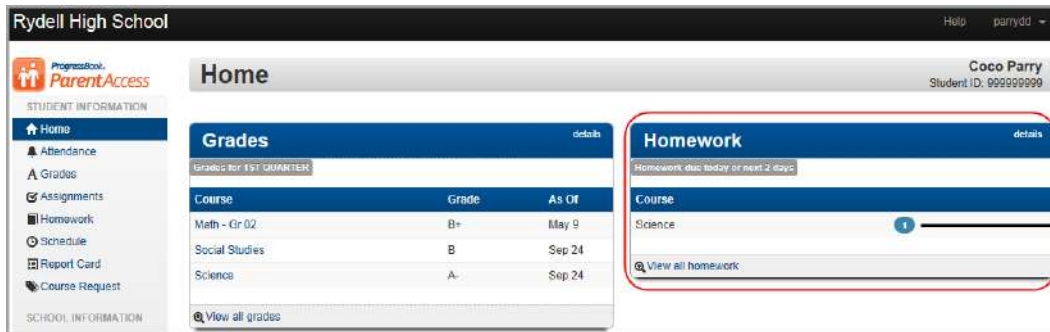 Rydell High School
Help parrydd
ProgressBook.
ParentAccess
Home
Coco Parry
Student ID: 999999999
STUDENT INFORMATION
Home
Attendance
Grades
Assignments
Homework
Schedule
Report Card
Course Request
SCHOOL INFORMATION
Grades details
Grades for 1ST QUARTER
Course Grade As Of
Math - Gr 02 B+ May 9
Social Studies B Sep 24
Science A- Sep 24
View all grades
Homework details
Homework due today or next 2 days
Course
Science 1
View all homework